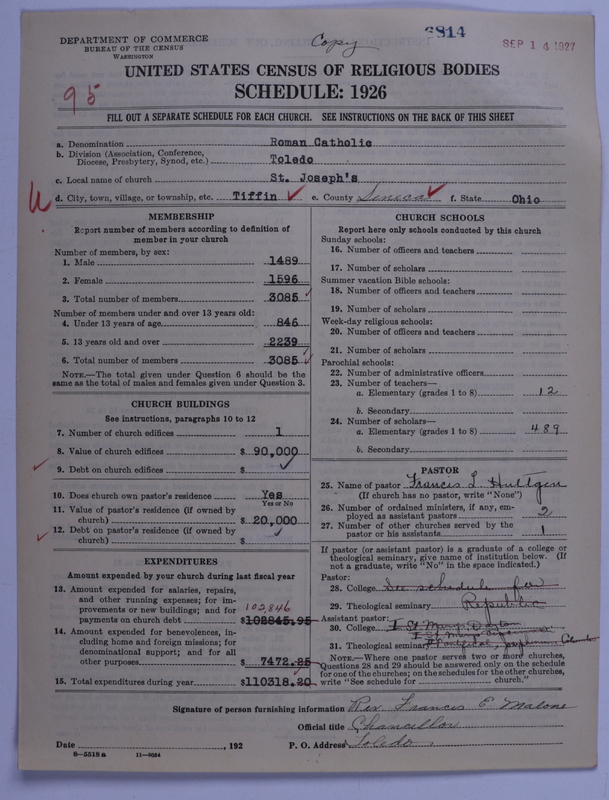 DEPARTMENT OF COMMERCE
BUREAU OF THE CENSUS
WASHINGTON
Copy
6814
SEP 14 1927
UNITED STATES CENSUS OF RELIGIOUS BODIES
SCHEDULE: 1926
95
FILL OUT A SEPARATE SCHEDULE FOR EACH CHURCH. SEE INSTRUCTIONS ON THE BACK OF THIS SHEET
a. Denomination Roman Catholic
b. Division (Association, Conference, Diocese, Presbytery, Synod, etc.) Toledo
c. Local name of church St. Joseph's
d. City, town, village, or township, etc. Tiffin ✓ e. County Seneca ✓ f. State Ohio
MEMBERSHIP
Report number of members according to definition of
member in your church
Number of members, by sex:
1. Male 1489
2. Female 1596
3. Total number of members 3085 ✓
Number of members under and over 13 years old:
4. Under 13 years of age 846
5. 13 years old and over 2239
6. Total number of members 3085 ✓
NOTE.—The total given under Question 6 should be the
same as the total of males and females given under Question 3.
CHURCH BUILDINGS
See instructions, paragraphs 10 to 12
7. Number of church edifices 1
8. Value of church edifices $ 90,000
✓ 9. Debt on church edifices $ ✓
10. Does church own pastor's residence Yes
Yes or No
11. Value of pastor's residence (if owned by
church) $ 20,000
✓ 12. Debt on pastor's residence (if owned by ✓
church) $
EXPENDITURES
Amount expended by your church during last fiscal year
13. Amount expended for salaries, repairs,
and other running expenses; for im-
provements or new buildings; and for 102846
payments on church debt $102845.95
14. Amount expended for benevolences, in-
cluding home and foreign missions; for
denominational support; and for all
other purposes $ 7472.25
15. Total expenditures during year $110318.20
CHURCH SCHOOLS
Report here only schools conducted by this church
Sunday schools:
16. Number of officers and teachers
17. Number of scholars
Summer vacation Bible schools:
18. Number of officers and teachers
19. Number of scholars
Week-day religious schools:
20. Number of officers and teachers
21. Number of scholars
Parochial schools:
22. Number of administrative officers
23. Number of teachers—
a. Elementary (grades 1 to 8) 12
b. Secondary
24. Number of scholars—
a. Elementary (grades 1 to 8) 489
b. Secondary
PASTOR
25. Name of pastor Francis L. Hultgen
(If church has no pastor, write "None")
26. Number of ordained ministers, if any, em-
ployed as assistant pastors 2
27. Number of other churches served by the
pastor or his assistants 1
If pastor (or assistant pastor) is a graduate of a college or
theological seminary, give name of institution below. (If
not a graduate, write "No" in the space indicated.)
Pastor:
28. College See schedule for
29. Theological seminary Republic
Assistant pastor:
30. College I St Mary, Dayton
31. Theological seminary
NOTE.—Where one pastor serves two or more churches,
Questions 28 and 29 should be answered only on the schedule
for one of the churches; on the schedules for the other churches,
write "See schedule for church."
Signature of person furnishing information Rev. Francis E. Malone
Official title Chancellor
Date , 192 P. O. Address Toledo
8—5518a 11—9034